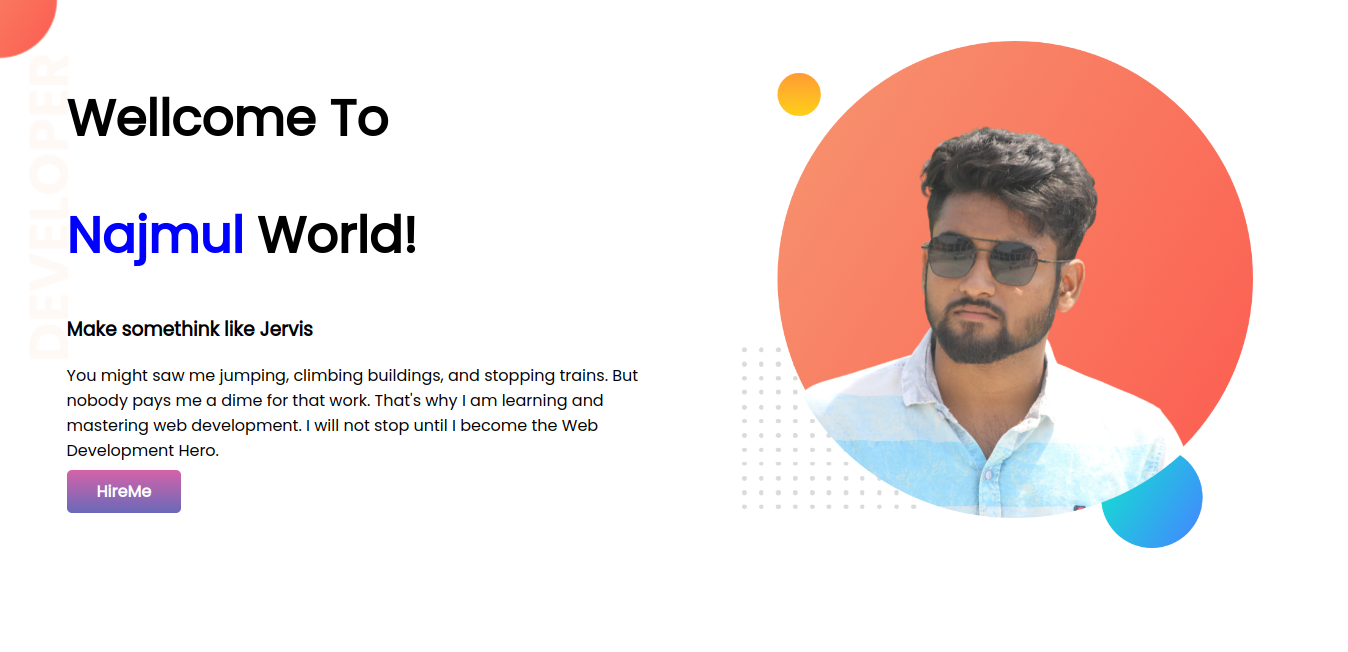 DEVELOPER
Wellcome To
Najmul World!
Make somethink like Jervis
You might saw me jumping, climbing buildings, and stopping trains. But
nobody pays me a dime for that work. That's why I am learning and
mastering web development. I will not stop until I become the Web
Development Hero.
HireMe